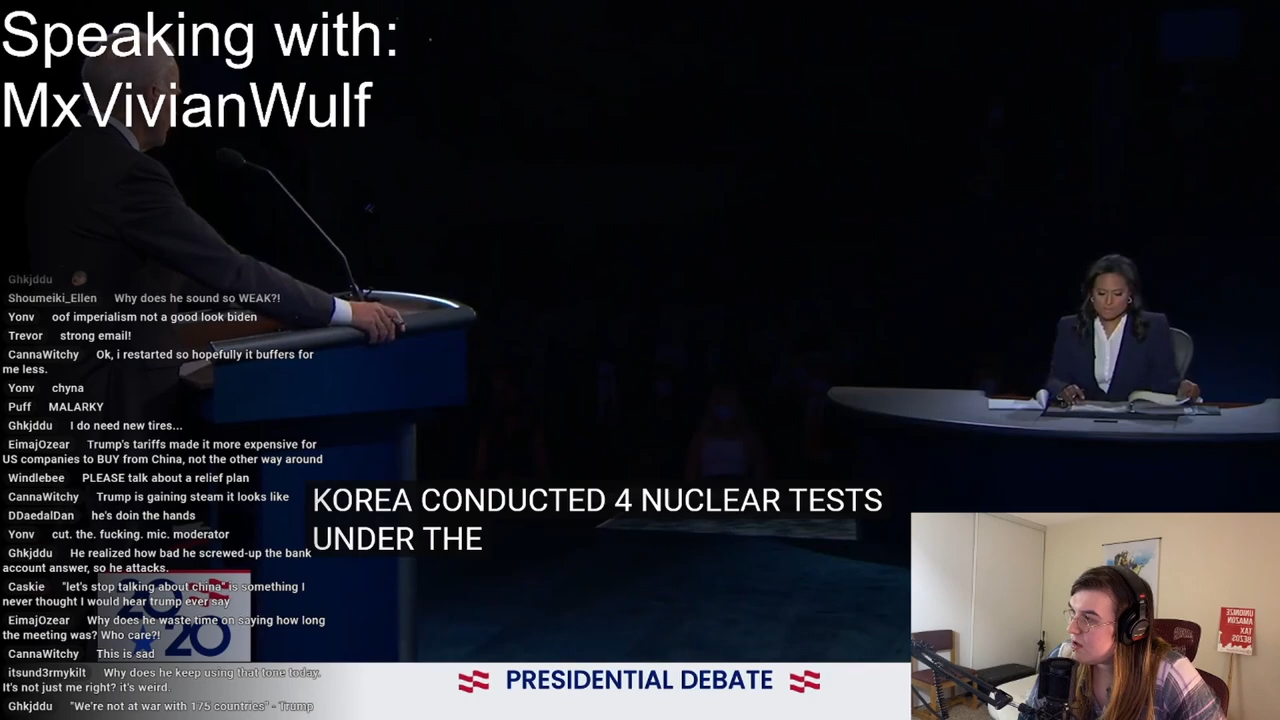 Speaking with:
MxVivianWulf
Ghkjddu
Shoumeiki_Ellen Why does he sound so WEAK?!
Yonv oof imperialism not a good look biden
Trevor strong email!
CannaWitchy Ok, i restarted so hopefully it buffers for
me less.
Yonv chyna
Puff MALARKY
Ghkjddu I do need new tires...
EimajOzear Trump's tariffs made it more expensive for
US companies to BUY from China, not the other way around
Windlebee PLEASE talk about a relief plan
CannaWitchy Trump is gaining steam it looks like
DDaedalDan he's doin the hands
Yonv cut. the. fucking. mic. moderator
Ghkjddu He realized how bad he screwed-up the bank
account answer, so he attacks.
Caskie "let's stop talking about china" is something I
never thought I would hear trump ever say
EimajOzear Why does he waste time on saying how long
the meeting was? Who care?!
CannaWitchy This is sad
itsund3rmykilt Why does he keep using that tone today.
It's not just me right? it's weird.
Ghkjddu "We're not at war with 175 countries" - Trump
KOREA CONDUCTED 4 NUCLEAR TESTS
UNDER THE
2020
PRESIDENTIAL DEBATE
UNIONIZE
AMAZON
TAX
BEZOS